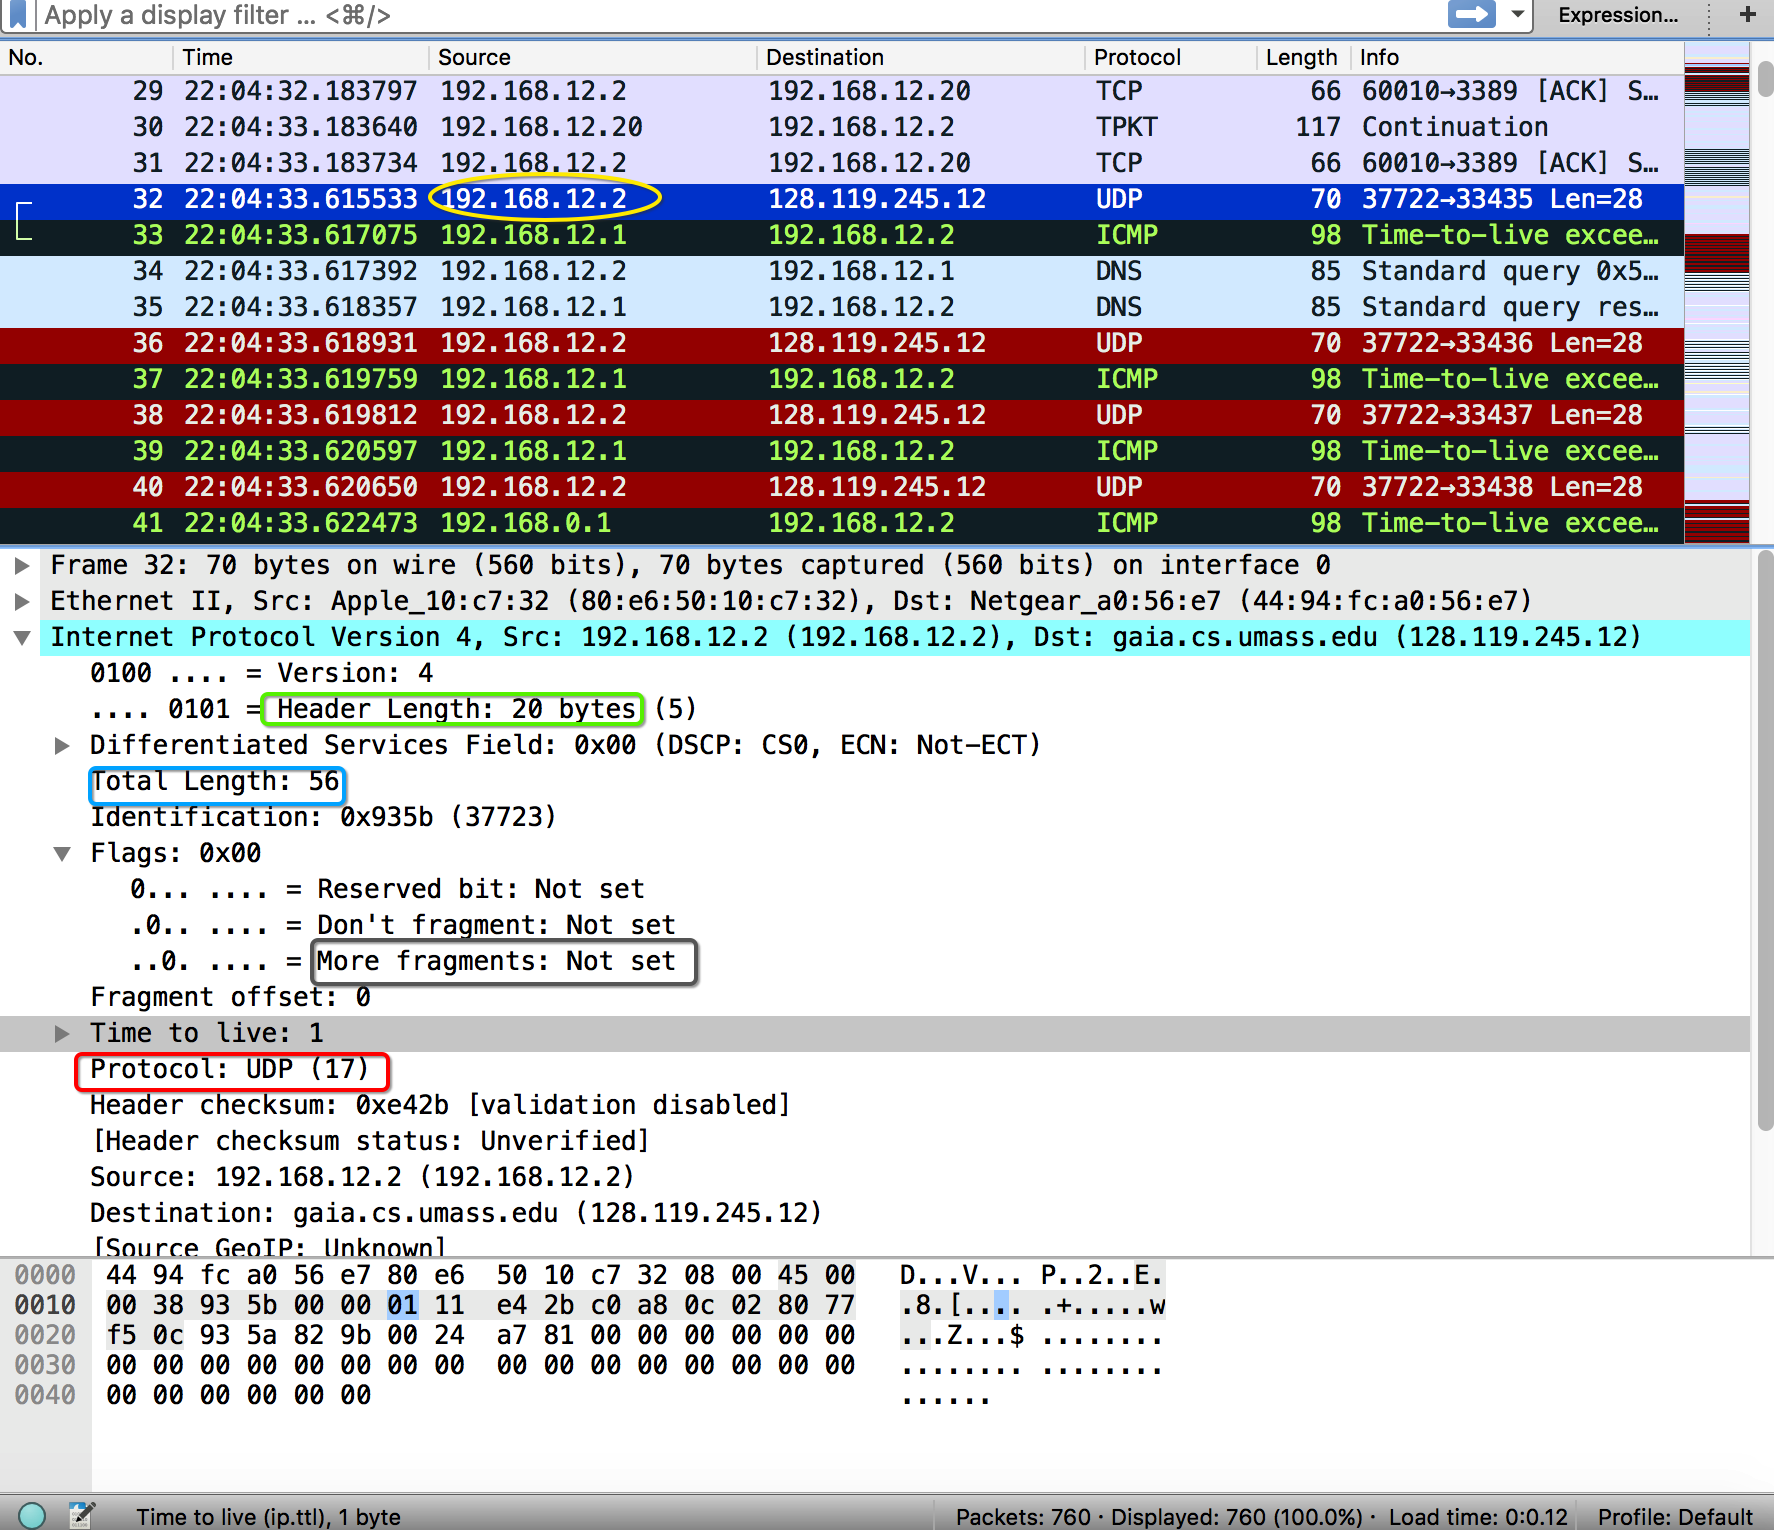 Apply a display filter ... <⌘/>
Expression...
+
No. Time Source Destination Protocol Length Info
29 22:04:32.183797 192.168.12.2 192.168.12.20 TCP 66 60010→3389 [ACK] S…
30 22:04:33.183640 192.168.12.20 192.168.12.2 TPKT 117 Continuation
31 22:04:33.183734 192.168.12.2 192.168.12.20 TCP 66 60010→3389 [ACK] S…
32 22:04:33.615533 192.168.12.2 128.119.245.12 UDP 70 37722→33435 Len=28
33 22:04:33.617075 192.168.12.1 192.168.12.2 ICMP 98 Time-to-live excee…
34 22:04:33.617392 192.168.12.2 192.168.12.1 DNS 85 Standard query 0x5…
35 22:04:33.618357 192.168.12.1 192.168.12.2 DNS 85 Standard query res…
36 22:04:33.618931 192.168.12.2 128.119.245.12 UDP 70 37722→33436 Len=28
37 22:04:33.619759 192.168.12.1 192.168.12.2 ICMP 98 Time-to-live excee…
38 22:04:33.619812 192.168.12.2 128.119.245.12 UDP 70 37722→33437 Len=28
39 22:04:33.620597 192.168.12.1 192.168.12.2 ICMP 98 Time-to-live excee…
40 22:04:33.620650 192.168.12.2 128.119.245.12 UDP 70 37722→33438 Len=28
41 22:04:33.622473 192.168.0.1 192.168.12.2 ICMP 98 Time-to-live excee…
Frame 32: 70 bytes on wire (560 bits), 70 bytes captured (560 bits) on interface 0
Ethernet II, Src: Apple_10:c7:32 (80:e6:50:10:c7:32), Dst: Netgear_a0:56:e7 (44:94:fc:a0:56:e7)
Internet Protocol Version 4, Src: 192.168.12.2 (192.168.12.2), Dst: gaia.cs.umass.edu (128.119.245.12)
0100 .... = Version: 4
.... 0101 = Header Length: 20 bytes (5)
Differentiated Services Field: 0x00 (DSCP: CS0, ECN: Not-ECT)
Total Length: 56
Identification: 0x935b (37723)
Flags: 0x00
0... .... = Reserved bit: Not set
.0.. .... = Don't fragment: Not set
..0. .... = More fragments: Not set
Fragment offset: 0
Time to live: 1
Protocol: UDP (17)
Header checksum: 0xe42b [validation disabled]
[Header checksum status: Unverified]
Source: 192.168.12.2 (192.168.12.2)
Destination: gaia.cs.umass.edu (128.119.245.12)
[Source GeoIP: Unknown]
0000 44 94 fc a0 56 e7 80 e6 50 10 c7 32 08 00 45 00 D...V... P..2..E.
0010 00 38 93 5b 00 00 01 11 e4 2b c0 a8 0c 02 80 77 .8.[.... .+.....w
0020 f5 0c 93 5a 82 9b 00 24 a7 81 00 00 00 00 00 00 ...Z...$ ........
0030 00 00 00 00 00 00 00 00 00 00 00 00 00 00 00 00 ........ ........
0040 00 00 00 00 00 00 ......
Time to live (ip.ttl), 1 byte
Packets: 760 · Displayed: 760 (100.0%) · Load time: 0:0.12
Profile: Default